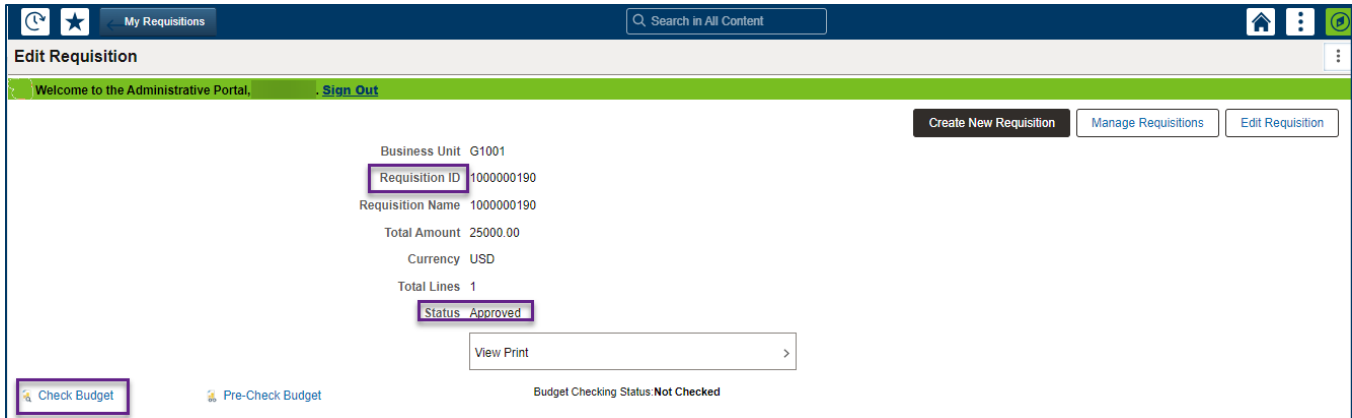 My Requisitions
Search in All Content
Edit Requisition
Welcome to the Administrative Portal, . Sign Out
Create New Requisition Manage Requisitions Edit Requisition
Business Unit G1001
Requisition ID 1000000190
Requisition Name 1000000190
Total Amount 25000.00
Currency USD
Total Lines 1
Status Approved
View Print
Check Budget Pre-Check Budget Budget Checking Status:Not Checked